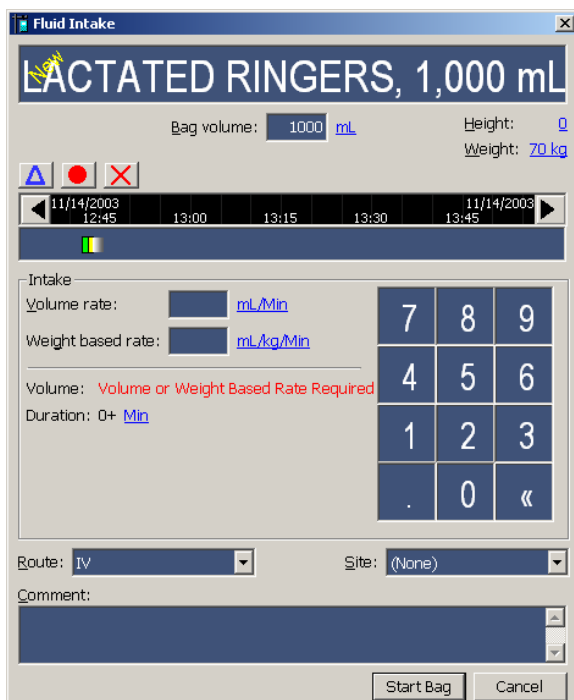 Fluid Intake
New
LACTATED RINGERS, 1,000 mL
Bag volume: 1000 mL
Height: 0
Weight: 70 kg
11/14/2003 11/14/2003
12:45 13:00 13:15 13:30 13:45
Intake
Volume rate: mL/Min
Weight based rate: mL/kg/Min
Volume: Volume or Weight Based Rate Required
Duration: 0+ Min
7 8 9
4 5 6
1 2 3
. 0 «
Route: IV Site: (None)
Comment:
Start Bag Cancel